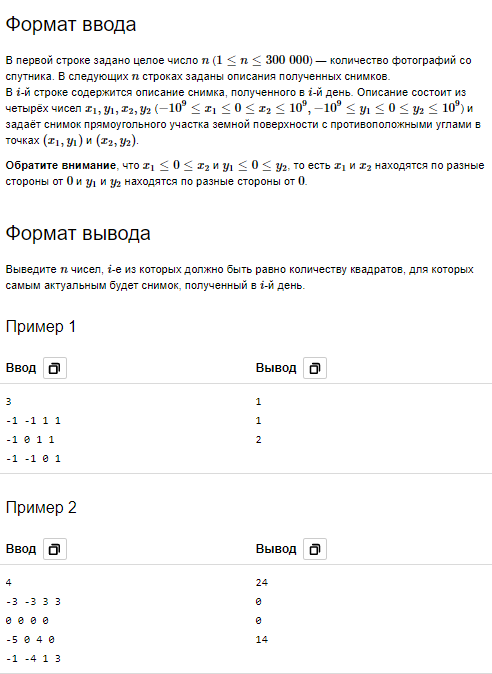 Формат ввода
В первой строке задано целое число n (1 ≤ n ≤ 300 000) — количество фотографий со
спутника. В следующих n строках заданы описания полученных снимков.
В i-й строке содержится описание снимка, полученного в i-й день. Описание состоит из
четырёх чисел x₁, y₁, x₂, y₂ (−10⁹ ≤ x₁ ≤ 0 ≤ x₂ ≤ 10⁹, −10⁹ ≤ y₁ ≤ 0 ≤ y₂ ≤ 10⁹) и
задаёт снимок прямоугольного участка земной поверхности с противоположными углами в
точках (x₁, y₁) и (x₂, y₂).
Обратите внимание, что x₁ ≤ 0 ≤ x₂ и y₁ ≤ 0 ≤ y₂, то есть x₁ и x₂ находятся по разные
стороны от 0 и y₁ и y₂ находятся по разные стороны от 0.
Формат вывода
Выведите n чисел, i-е из которых должно быть равно количеству квадратов, для которых
самым актуальным будет снимок, полученный в i-й день.
Пример 1
Ввод Вывод
3 1
-1 -1 1 1 1
-1 0 1 1 2
-1 -1 0 1
Пример 2
Ввод Вывод
4 24
-3 -3 3 3 0
0 0 0 0 0
-5 0 4 0 14
-1 -4 1 3